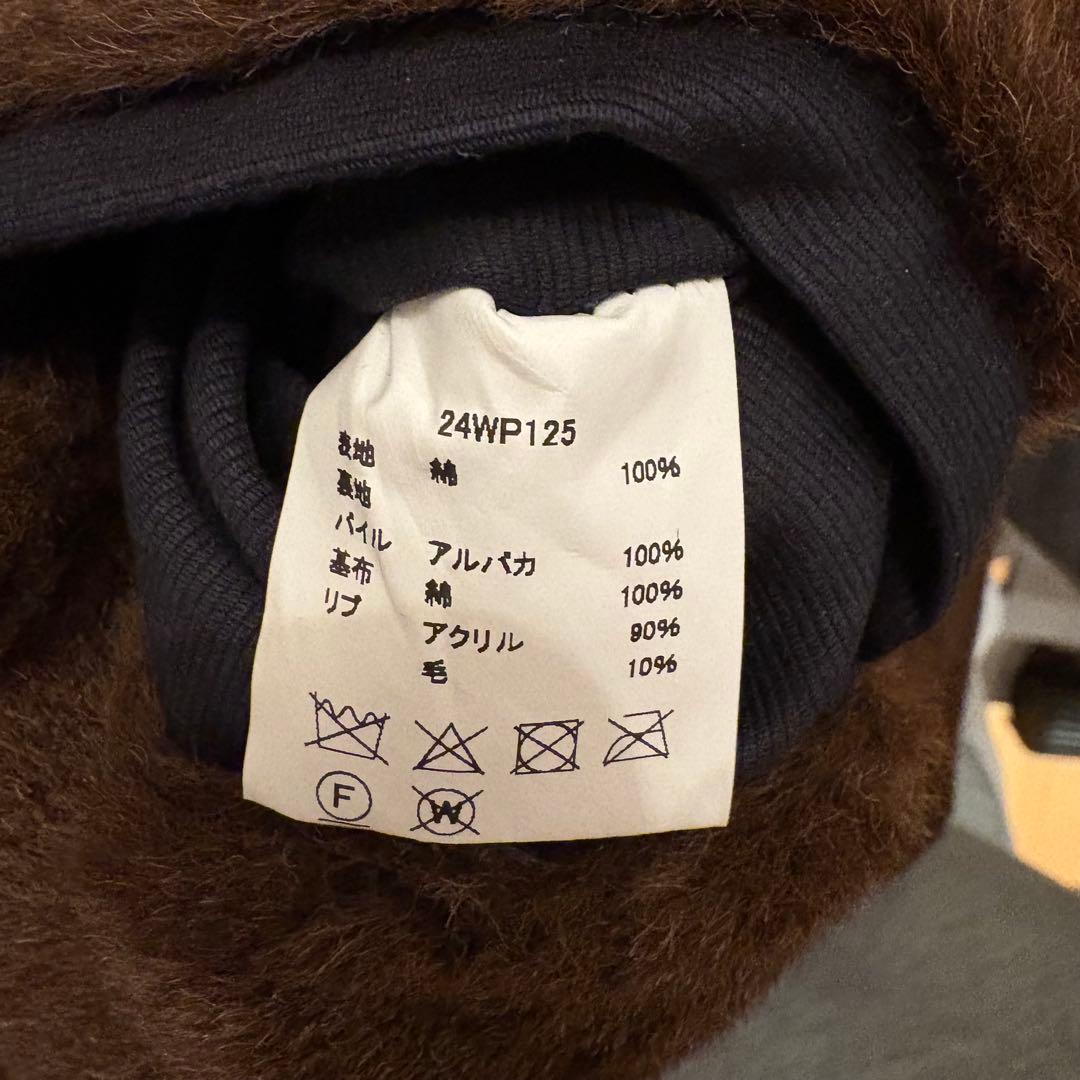 24WP125
表地 綿 100%
裏地
パイル アルパカ 100%
基布 綿 100%
リブ アクリル 90%
毛 10%
F W